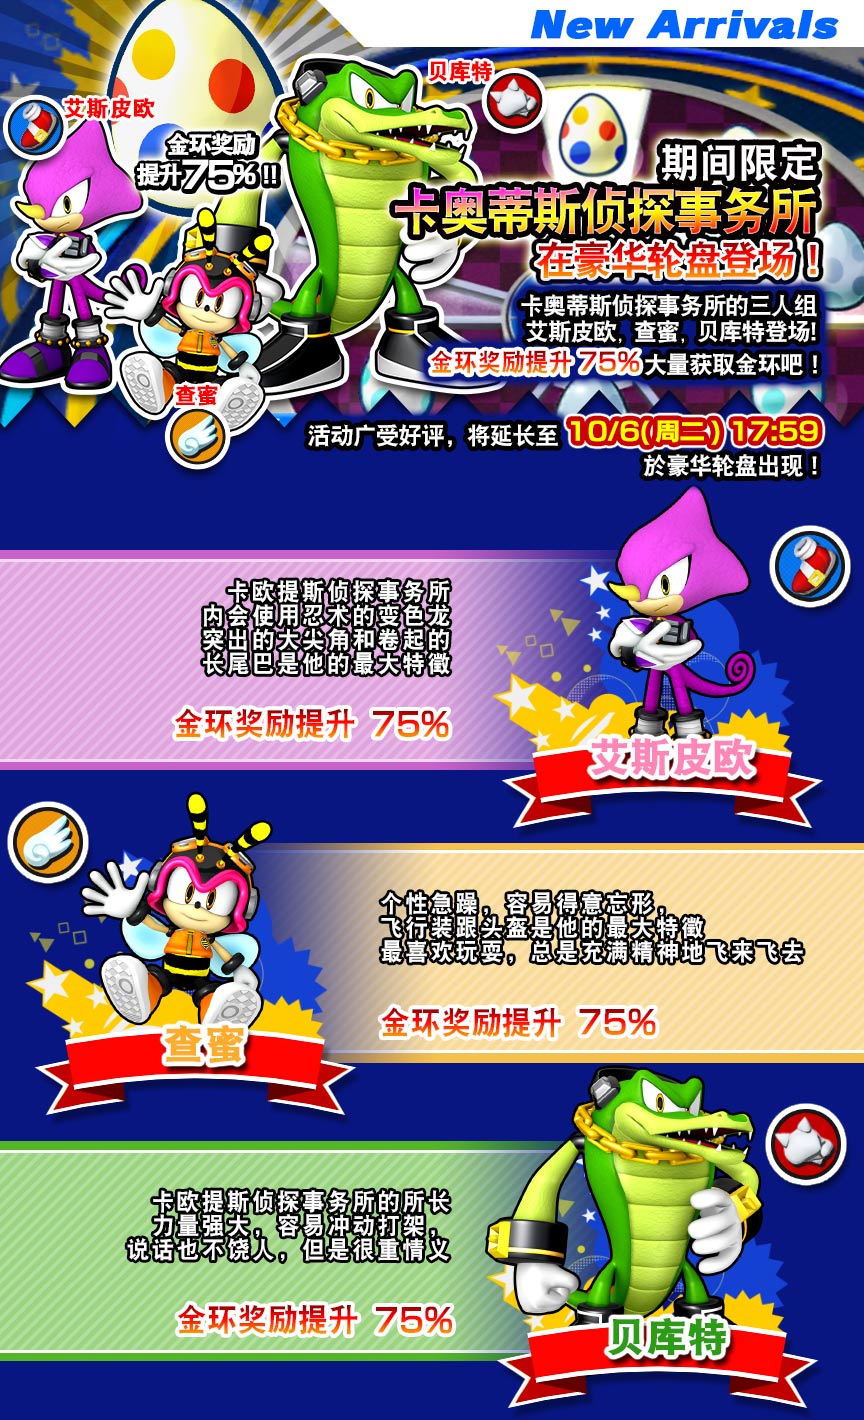 New Arrivals
贝库特
艾斯皮欧
金环奖励
提升75%!!
期间限定
卡奥蒂斯侦探事务所
在豪华轮盘登场！
卡奥蒂斯侦探事务所的三人组
艾斯皮欧, 查蜜, 贝库特登场!
金环奖励提升 75%大量获取金环吧！
查蜜
活动广受好评，将延长至 10/6(周二) 17:59
於豪华轮盘出现！
卡欧提斯侦探事务所
内会使用忍术的变色龙
突出的大尖角和卷起的
长尾巴是他的最大特徵
金环奖励提升 75%
艾斯皮欧
个性急躁，容易得意忘形，
飞行装跟头盔是他的最大特徵
最喜欢玩耍，总是充满精神地飞来飞去
金环奖励提升 75%
查蜜
卡欧提斯侦探事务所的所长
力量强大，容易冲动打架，
说话也不饶人，但是很重情义
金环奖励提升 75%
贝库特